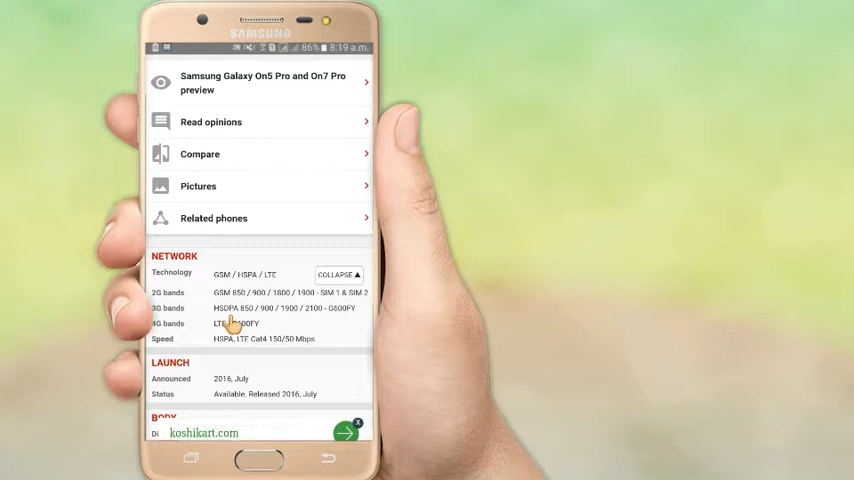 SAMSUNG
86% 8:19 a.m.
Samsung Galaxy On5 Pro and On7 Pro
preview
Read opinions
Compare
Pictures
Related phones
NETWORK
Technology GSM / HSPA / LTE COLLAPSE ▲
2G bands GSM 850 / 900 / 1800 / 1900 - SIM 1 & SIM 2
3G bands HSDPA 850 / 900 / 1900 / 2100 - G600FY
4G bands LTE
Speed HSPA, LTE Cat4 150/50 Mbps
LAUNCH
Announced 2016, July
Status Available. Released 2016, July
BODY
koshikart.com X